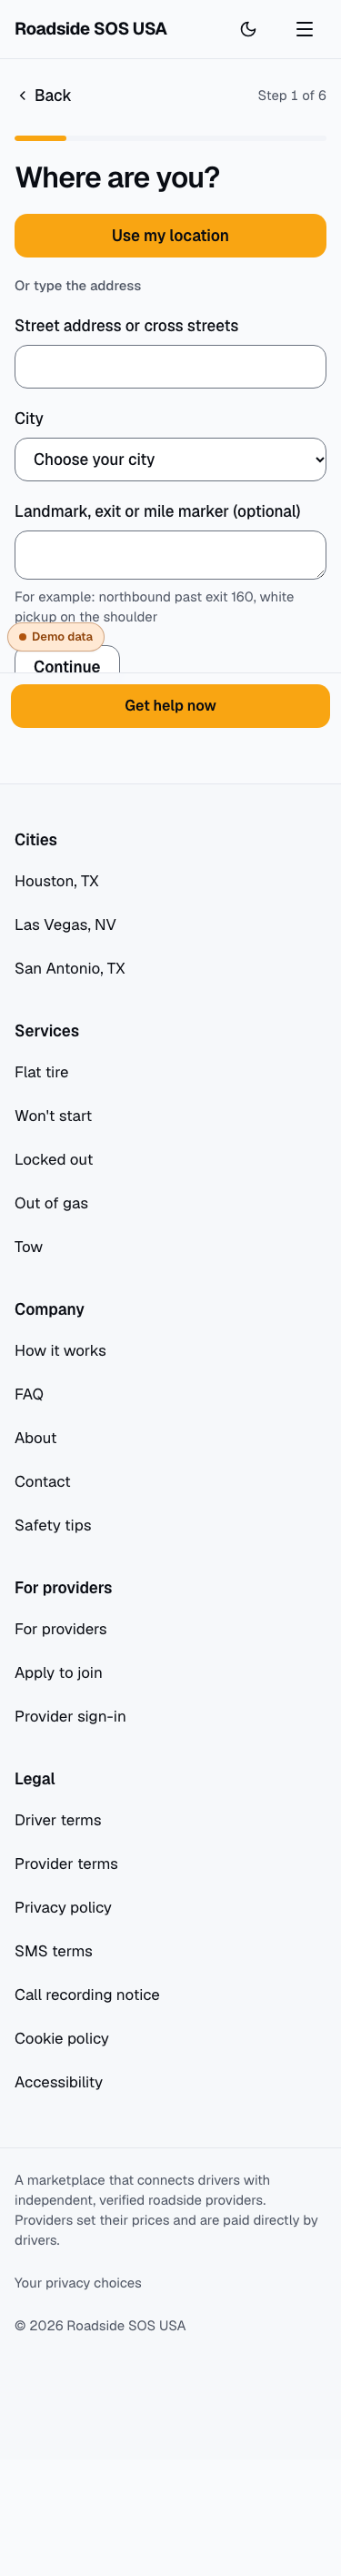 Roadside SOS USA
Back
Step 1 of 6
Where are you?
Use my location
Or type the address
Street address or cross streets
City
Choose your city
Landmark, exit or mile marker (optional)
For example: northbound past exit 160, white
pickup on the shoulder
Demo data
Continue
Get help now
Cities
Houston, TX
Las Vegas, NV
San Antonio, TX
Services
Flat tire
Won't start
Locked out
Out of gas
Tow
Company
How it works
FAQ
About
Contact
Safety tips
For providers
For providers
Apply to join
Provider sign-in
Legal
Driver terms
Provider terms
Privacy policy
SMS terms
Call recording notice
Cookie policy
Accessibility
A marketplace that connects drivers with
independent, verified roadside providers.
Providers set their prices and are paid directly by
drivers.
Your privacy choices
© 2026 Roadside SOS USA